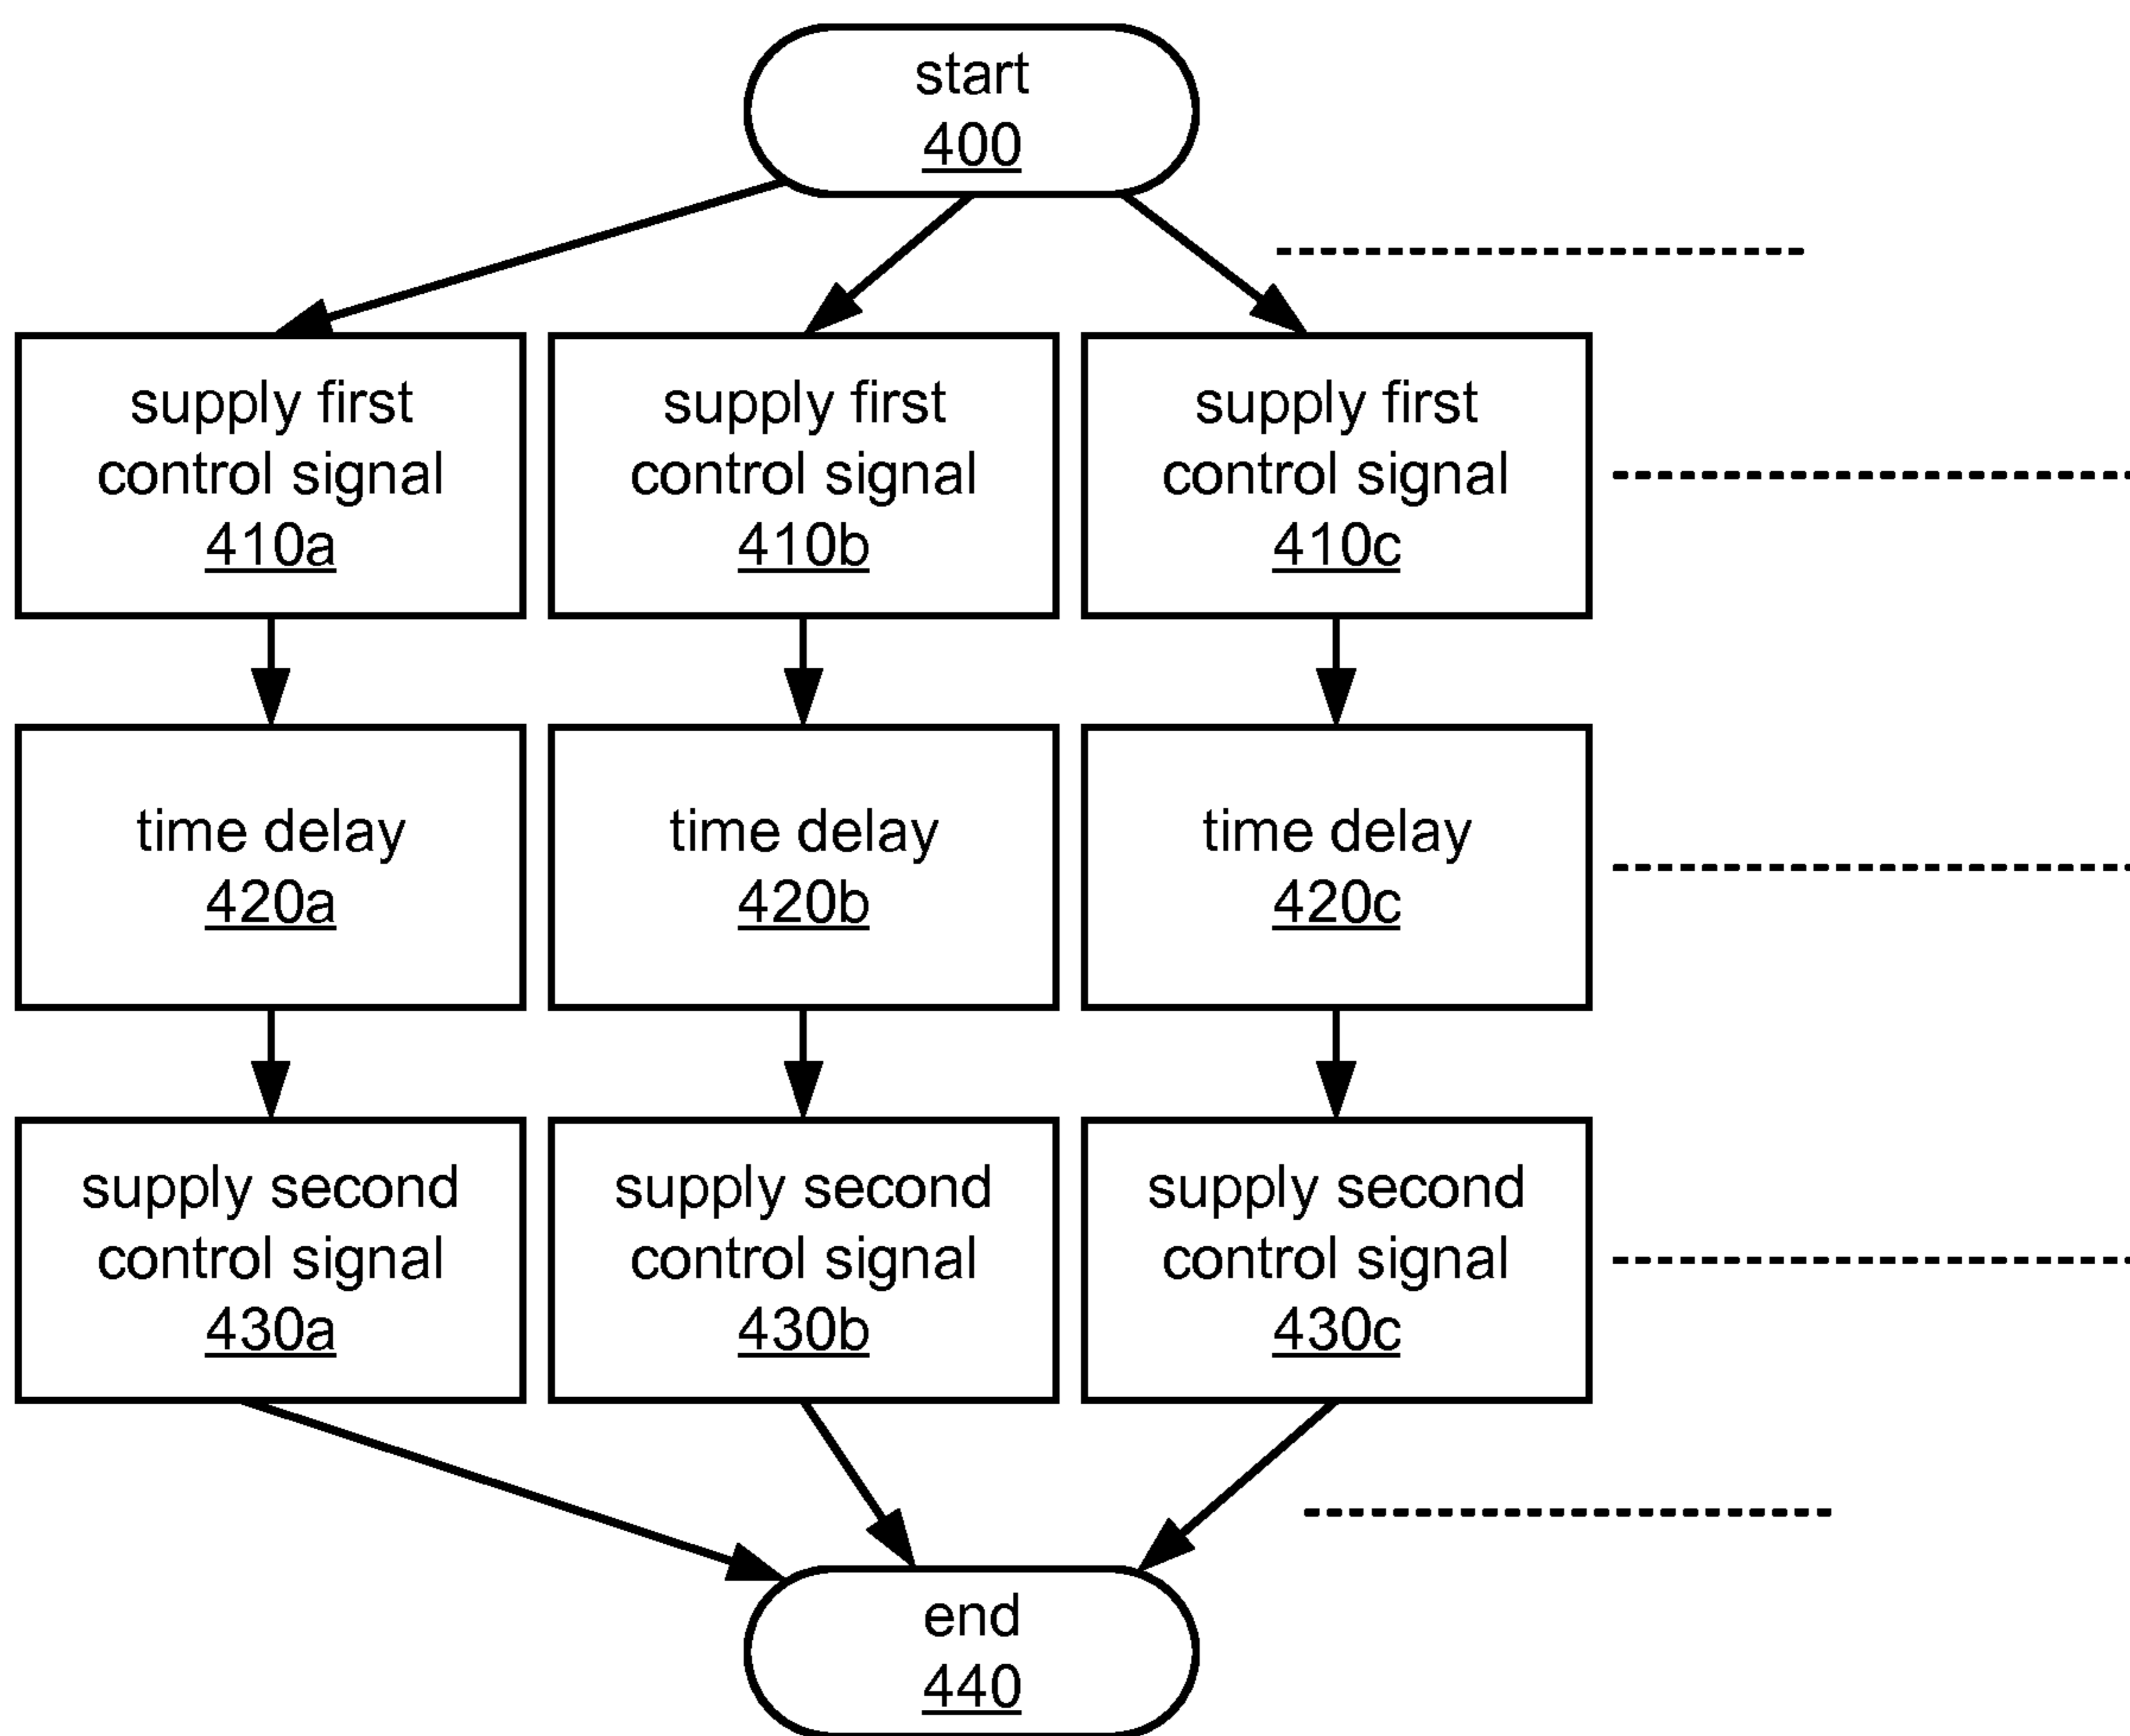 start
400
supply first
control signal
410a
supply first
control signal
410b
supply first
control signal
410c
time delay
420a
time delay
420b
time delay
420c
supply second
control signal
430a
supply second
control signal
430b
supply second
control signal
430c
end
440